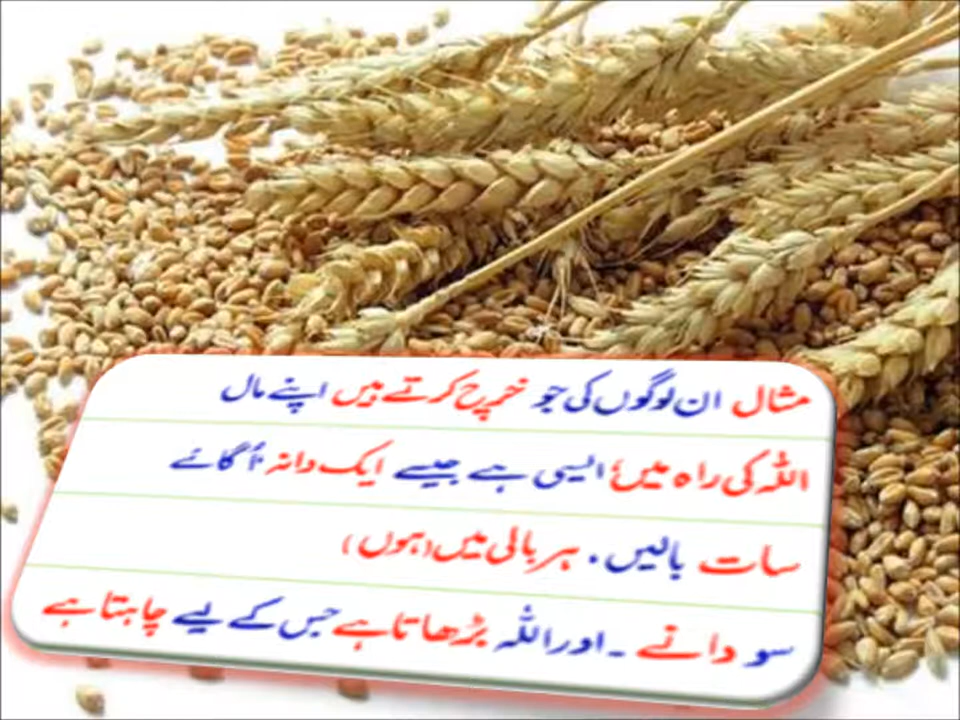 مثال ان لوگوں کی جو خرچ کرتے ہیں اپنے مال
اللہ کی راہ میں ایسی ہے جیسے ایک دانہ اُگائے
سات بالیں ۔ ہر بالی میں (ہوں)
سو دانے ۔ اور اللہ بڑھاتا ہے جس کے لیے چاہتا ہے